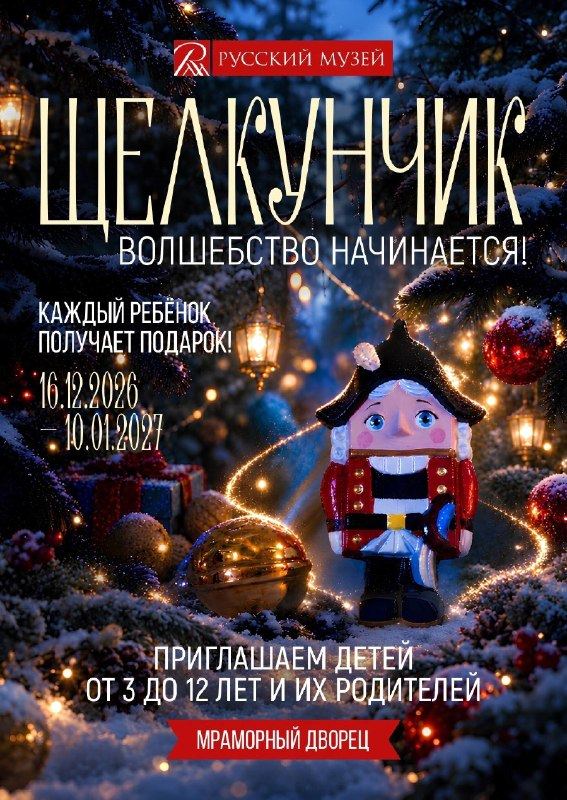 РУССКИЙ МУЗЕЙ
ЩЕЛКУНЧИК
ВОЛШЕБСТВО НАЧИНАЕТСЯ!
КАЖДЫЙ РЕБЁНОК
ПОЛУЧАЕТ ПОДАРОК!
16.12.2026
– 10.01.2027
ПРИГЛАШАЕМ ДЕТЕЙ
ОТ 3 ДО 12 ЛЕТ И ИХ РОДИТЕЛЕЙ
МРАМОРНЫЙ ДВОРЕЦ